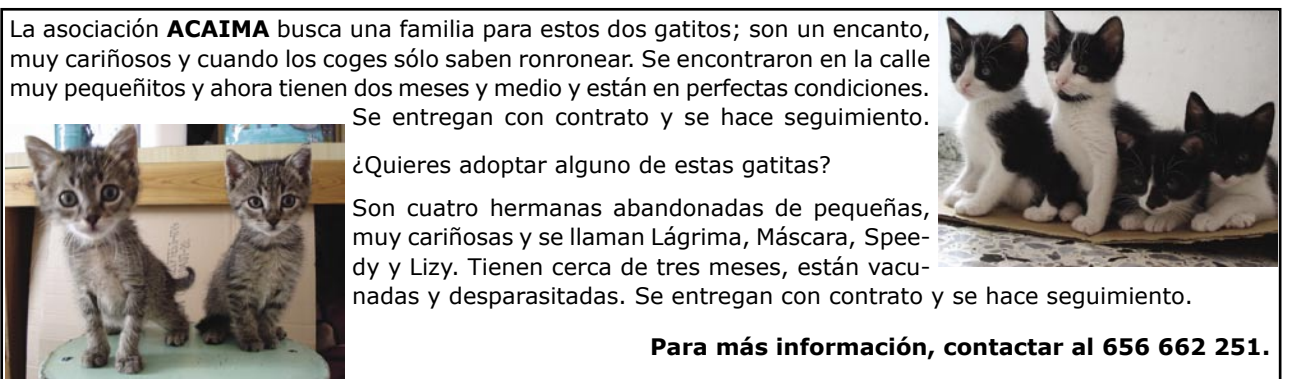 La asociación ACAIMA busca una familia para estos dos gatitos; son un encanto,
muy cariñosos y cuando los coges sólo saben ronronear. Se encontraron en la calle
muy pequeñitos y ahora tienen dos meses y medio y están en perfectas condiciones.
Se entregan con contrato y se hace seguimiento.
¿Quieres adoptar alguno de estas gatitas?
Son cuatro hermanas abandonadas de pequeñas,
muy cariñosas y se llaman Lágrima, Máscara, Spee-
dy y Lizy. Tienen cerca de tres meses, están vacu-
nadas y desparasitadas. Se entregan con contrato y se hace seguimiento.
Para más información, contactar al 656 662 251.